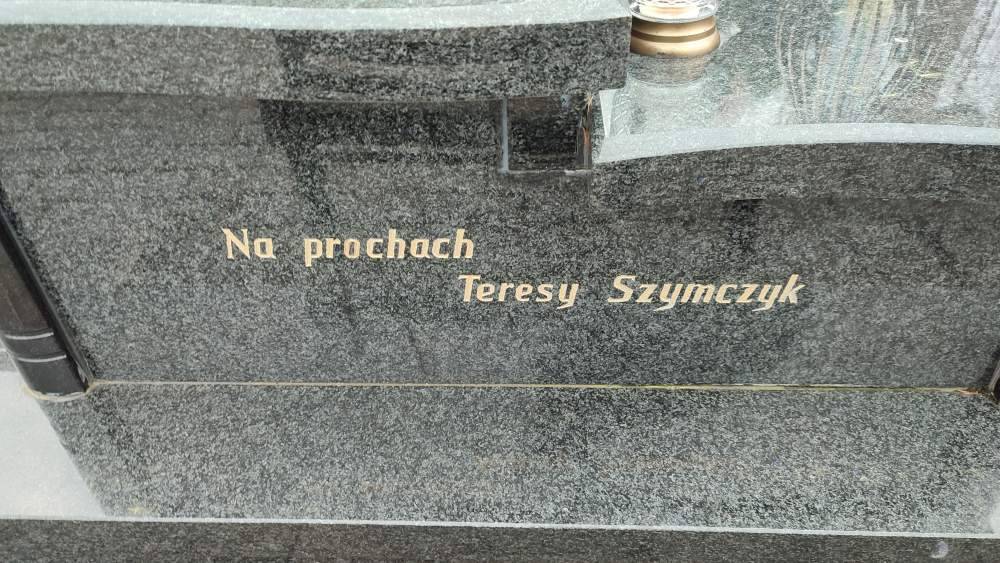 Na prochach
Teresy Szymczyk